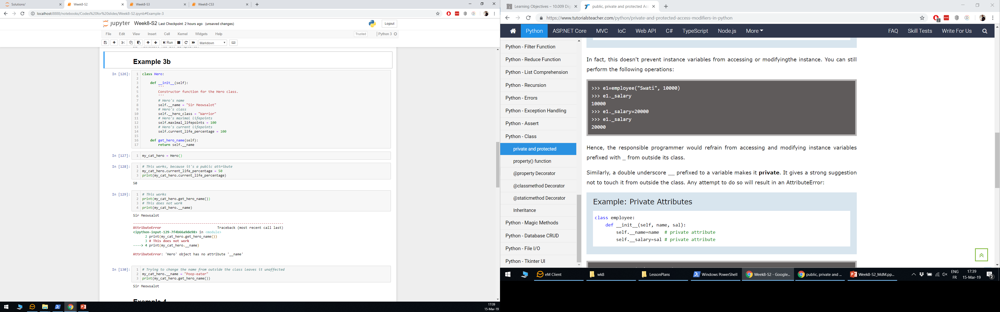 Solutions/
Week8-S2
Week8-S3
Week8-CS3
localhost:8888/notebooks/Codes%20for%20slides/Week8-S2.ipynb#Example-3
jupyter Week8-S2 Last Checkpoint: 2 hours ago (unsaved changes)
Logout
File Edit View Insert Cell Kernel Widgets Help
Trusted
Python 3
Run
Markdown
Example 3b
In [126]:
1 class Hero:
2
3     def __init__(self):
4         '''
5         Constructor function for the Hero class.
6         '''
7         # Hero's name
8         self.__name = "Sir Meowsalot"
9         # Hero's class
10         self.__hero_class = "Warrior"
11         # Hero's maximal lifepoints
12         self.maximal_lifepoints = 100
13         # Hero's current lifepoints
14         self.current_life_percentage = 100
15
16     def get_hero_name(self):
17         return self.__name
In [127]:
1 my_cat_hero = Hero()
In [128]:
1 # This works, because it's a public attribute
2 my_cat_hero.current_life_percentage = 50
3 print(my_cat_hero.current_life_percentage)
50
In [129]:
1 # This works
2 print(my_cat_hero.get_hero_name())
3 # This does not work
4 print(my_cat_hero.__name)
Sir Meowsalot
---------------------------------------------------------------------------
AttributeError                            Traceback (most recent call last)
<ipython-input-129-7f4b66a9de98> in <module>
      2 print(my_cat_hero.get_hero_name())
      3 # This does not work
----> 4 print(my_cat_hero.__name)
AttributeError: 'Hero' object has no attribute '__name'
In [130]:
1 # Trying to change the name from outside the class leaves it unaffected
2 my_cat_hero.__name = "Poop-eater"
3 print(my_cat_hero.get_hero_name())
Sir Meowsalot
Example 4
17:39
15-Mar-19
Learning Objectives – 10.009 Dig
public, private and protected Acc
https://www.tutorialsteacher.com/python/private-and-protected-access-modifiers-in-python
2
Python ASP.NET Core MVC IoC Web API C# TypeScript Node.js More
FAQ Skill Tests Write For Us
Python - Filter Function
Python - Reduce Function
Python - List Comprehension
Python - Recursion
Python - Errors
Python - Exception Handling
Python - Assert
Python - Class
private and protected
property() function
@property Decorator
@classmethod Decorator
@staticmethod Decorator
Inheritance
Python - Magic Methods
Python - Database CRUD
Python - File I/O
Python - Tkinter UI
In fact, this doesn't prevent instance variables from accessing or modifyingthe instance. You can still
perform the following operations:
>>> e1=employee("Swati", 10000)
>>> e1._salary
10000
>>> e1._salary=20000
>>> e1._salary
20000
Hence, the responsible programmer would refrain from accessing and modifying instance variables
prefixed with _ from outside its class.
Similarly, a double underscore __ prefixed to a variable makes it private. It gives a strong suggestion
not to touch it from outside the class. Any attempt to do so will result in an AttributeError:
Example: Private Attributes
class employee:
    def __init__(self, name, sal):
        self.__name=name  # private attribute
        self.__salary=sal # private attribute
eM Client
wk8
LessonPlans
Windows PowerShell
Week8-S2 - Google...
public, private and ...
Week8-S2_MdM.pp...
ENG
FR
17:39
15-Mar-19
2